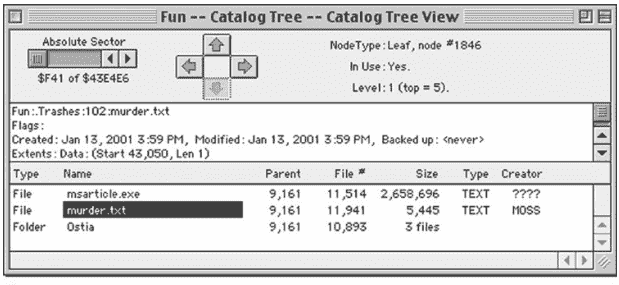 Fun -- Catalog Tree -- Catalog Tree View
Absolute Sector
$F41 of $43E4E6
NodeType: Leaf, node #1846
In Use: Yes.
Level: 1 (top = 5).
Fun:.Trashes:102:murder.txt
Flags:
Created: Jan 13, 2001 3:59 PM, Modified: Jan 13, 2001 3:59 PM, Backed up: <never>
Extents: Data: (Start 43,050, Len 1)
Type Name Parent File # Size Type Creator
File msarticle.exe 9,161 11,514 2,658,696 TEXT ????
File murder.txt 9,161 11,941 5,445 TEXT MOSS
Folder Ostia 9,161 10,893 3 files